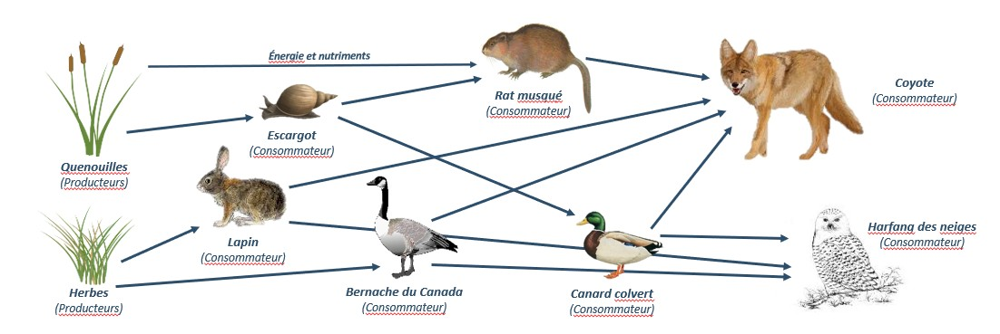 Énergie et nutriments
Rat musqué
(Consommateur)
Coyote
(Consommateur)
Escargot
(Consommateur)
Quenouilles
(Producteurs)
Lapin
(Consommateur)
Harfang des neiges
(Consommateur)
Herbes
(Producteurs)
Bernache du Canada
(Consommateur)
Canard colvert
(Consommateur)